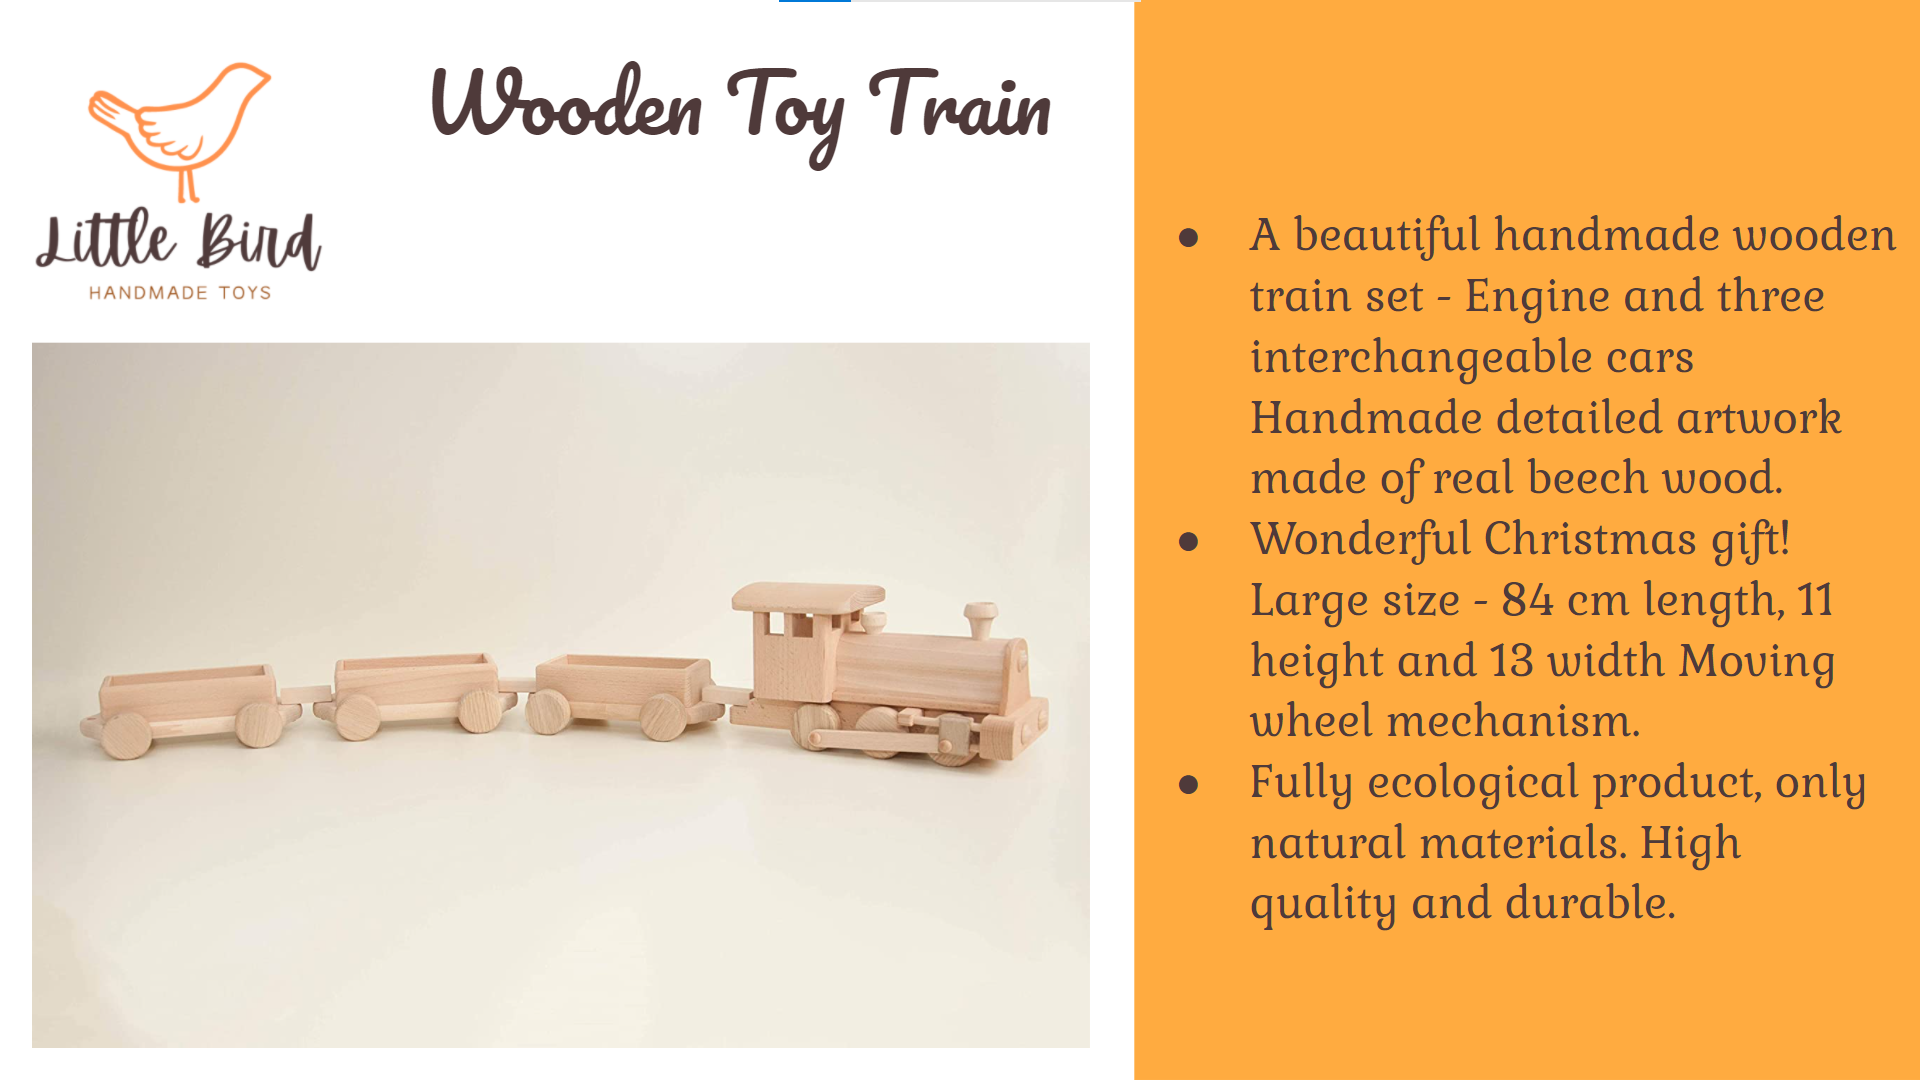 Wooden Toy Train
Little Bird
HANDMADE TOYS
● A beautiful handmade wooden
train set - Engine and three
interchangeable cars
Handmade detailed artwork
made of real beech wood.
● Wonderful Christmas gift!
Large size - 84 cm length, 11
height and 13 width Moving
wheel mechanism.
● Fully ecological product, only
natural materials. High
quality and durable.